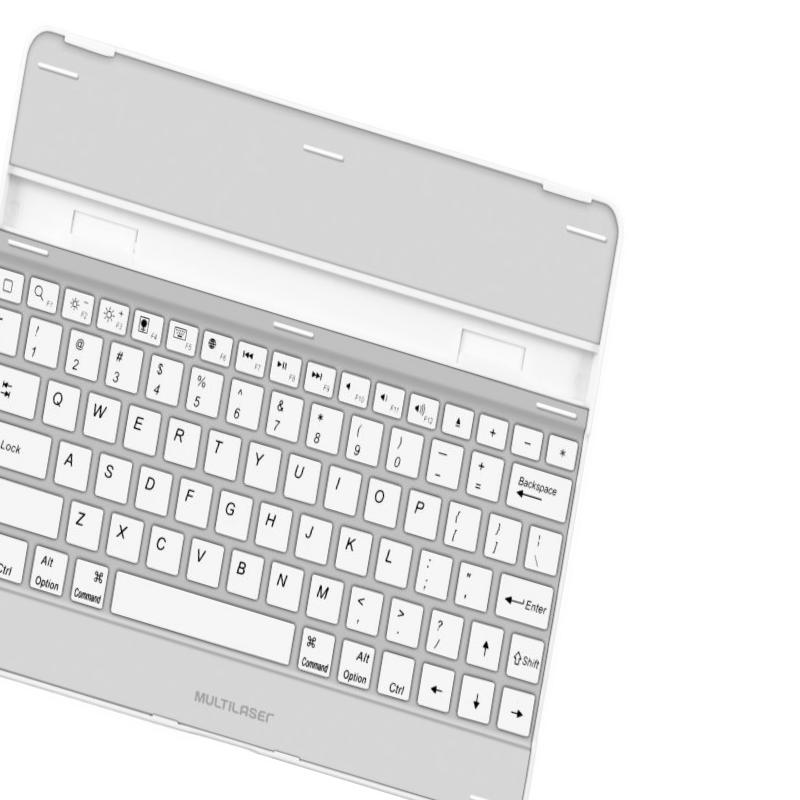 F1 F2 F3 F4 F5 F6 F7 F8 F9 F10 F11 F12 + − *
! @ # $ % ^ & * ( ) — +
1 2 3 4 5 6 7 8 9 0 - = Backspace
Q W E R T Y U I O P { [ } ] | \
Lock A S D F G H J K L : ; " , Enter
Z X C V B N M < , > . ? / Shift
Ctrl Alt Option ⌘ Command ⌘ Command Alt Option Ctrl
MULTILASER